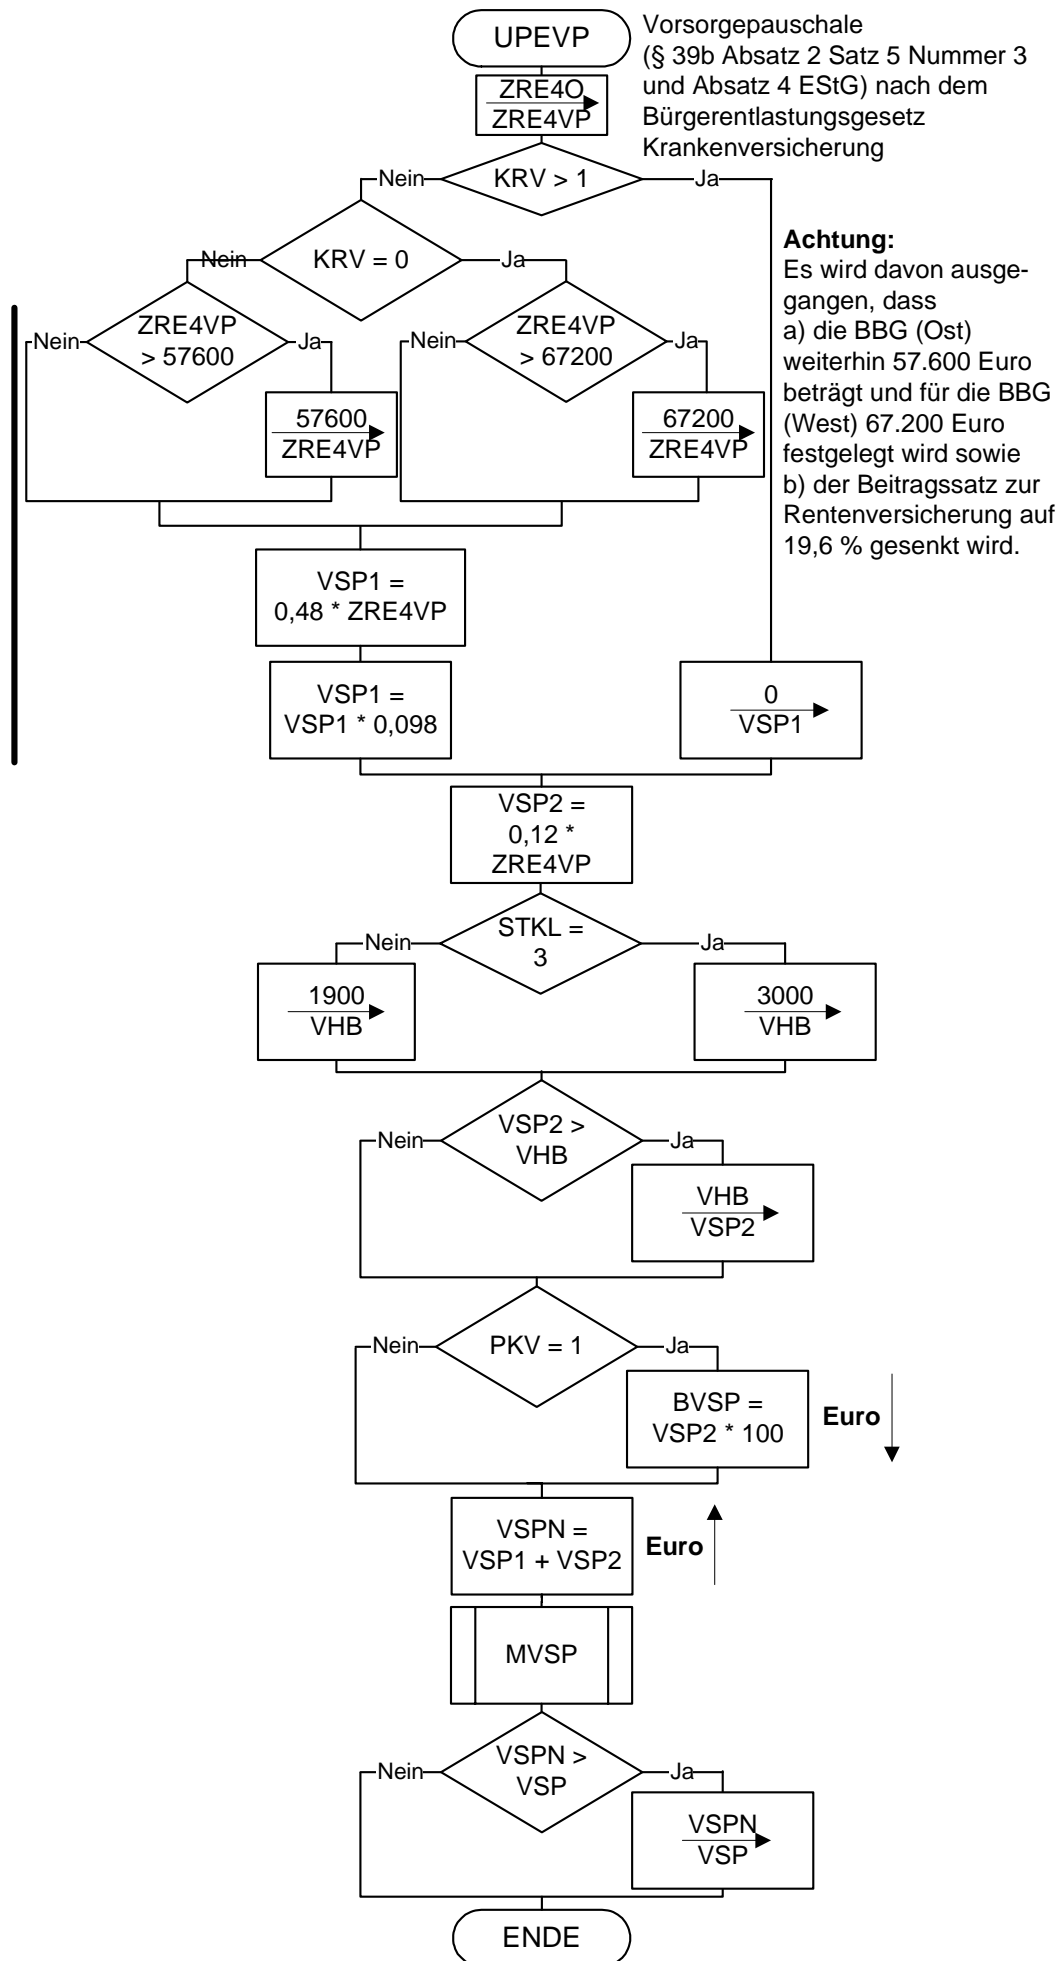 UPEVP
Vorsorgepauschale
(§ 39b Absatz 2 Satz 5 Nummer 3
und Absatz 4 EStG) nach dem
Bürgerentlastungsgesetz
Krankenversicherung
ZRE4O
ZRE4VP
Nein
KRV > 1
Ja
Nein
KRV = 0
Ja
Achtung:
Es wird davon ausge-
gangen, dass
a) die BBG (Ost)
weiterhin 57.600 Euro
beträgt und für die BBG
(West) 67.200 Euro
festgelegt wird sowie
b) der Beitragssatz zur
Rentenversicherung auf
19,6 % gesenkt wird.
Nein
ZRE4VP
> 57600
Ja
Nein
ZRE4VP
> 67200
Ja
57600
ZRE4VP
67200
ZRE4VP
VSP1 =
0,48 * ZRE4VP
VSP1 =
VSP1 * 0,098
0
VSP1
VSP2 =
0,12 *
ZRE4VP
Nein
STKL =
3
Ja
1900
VHB
3000
VHB
Nein
VSP2 >
VHB
Ja
VHB
VSP2
Nein
PKV = 1
Ja
BVSP =
VSP2 * 100
Euro
VSPN =
VSP1 + VSP2
Euro
MVSP
Nein
VSPN >
VSP
Ja
VSPN
VSP
ENDE